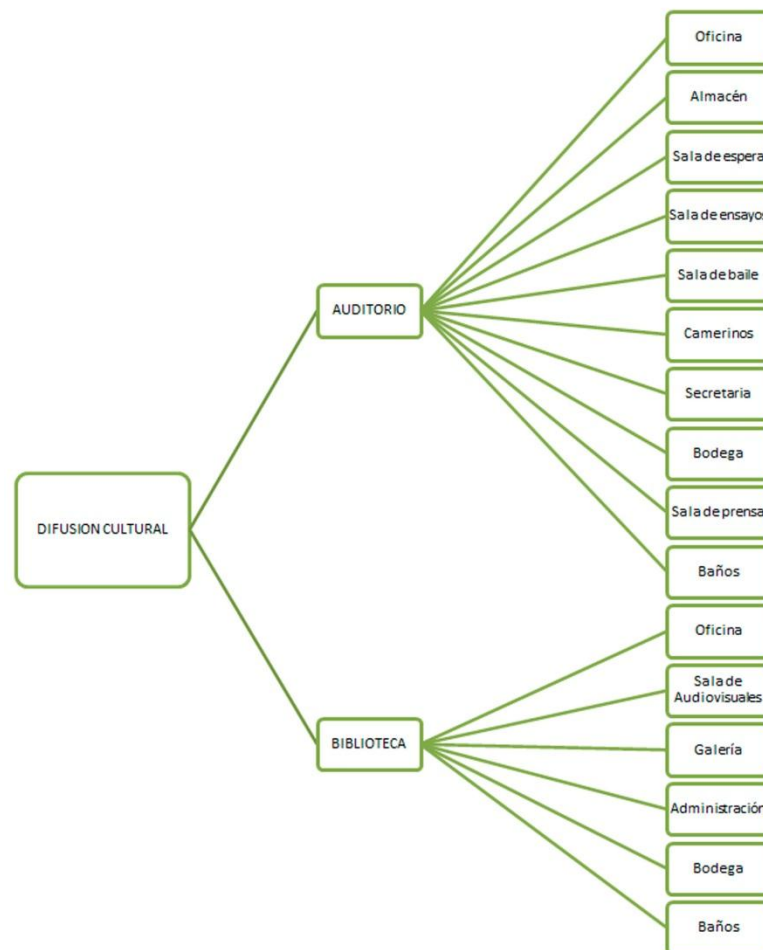 DIFUSION CULTURAL
AUDITORIO
Oficina
Almacén
Sala de espera
Sala de ensayos
Sala de baile
Camerinos
Secretaria
Bodega
Sala de prensa
Baños
BIBLIOTECA
Oficina
Sala de
Audiovisuales
Galería
Administración
Bodega
Baños